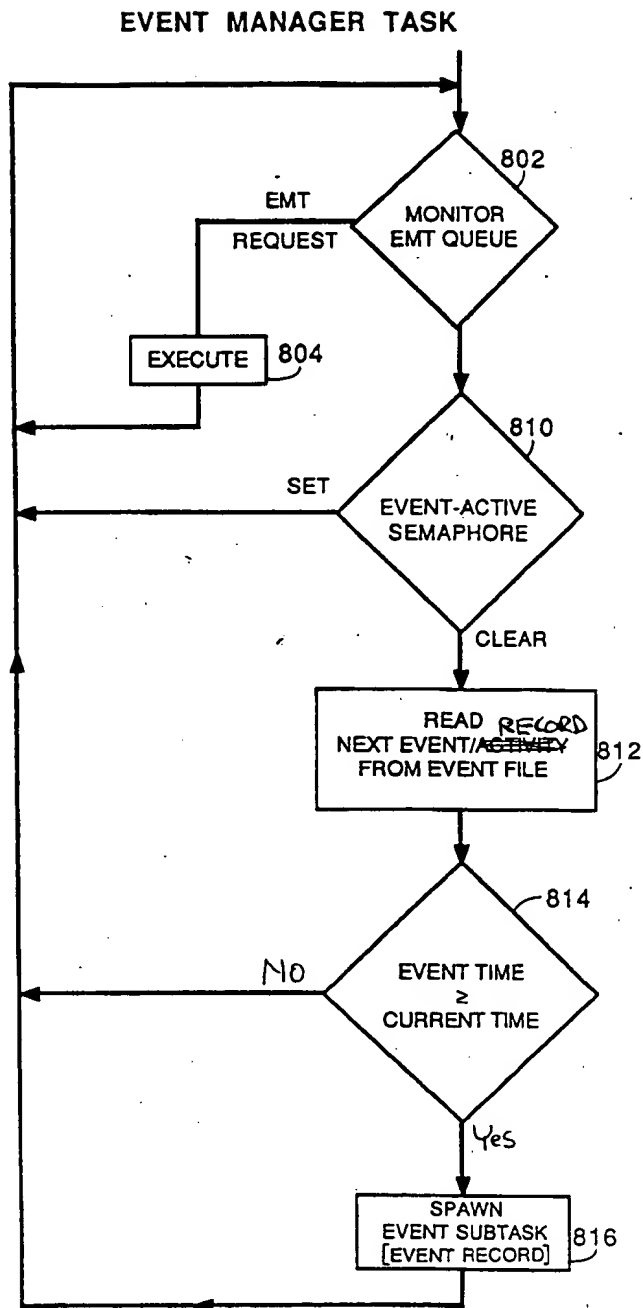 EVENT MANAGER TASK
802
MONITOR
EMT QUEUE
EMT
REQUEST
EXECUTE
804
810
EVENT-ACTIVE
SEMAPHORE
SET
CLEAR
READ RECORD
NEXT EVENT/ACTIVITY
FROM EVENT FILE
812
814
EVENT TIME
≥
CURRENT TIME
No
Yes
SPAWN
EVENT SUBTASK
[EVENT RECORD]
816